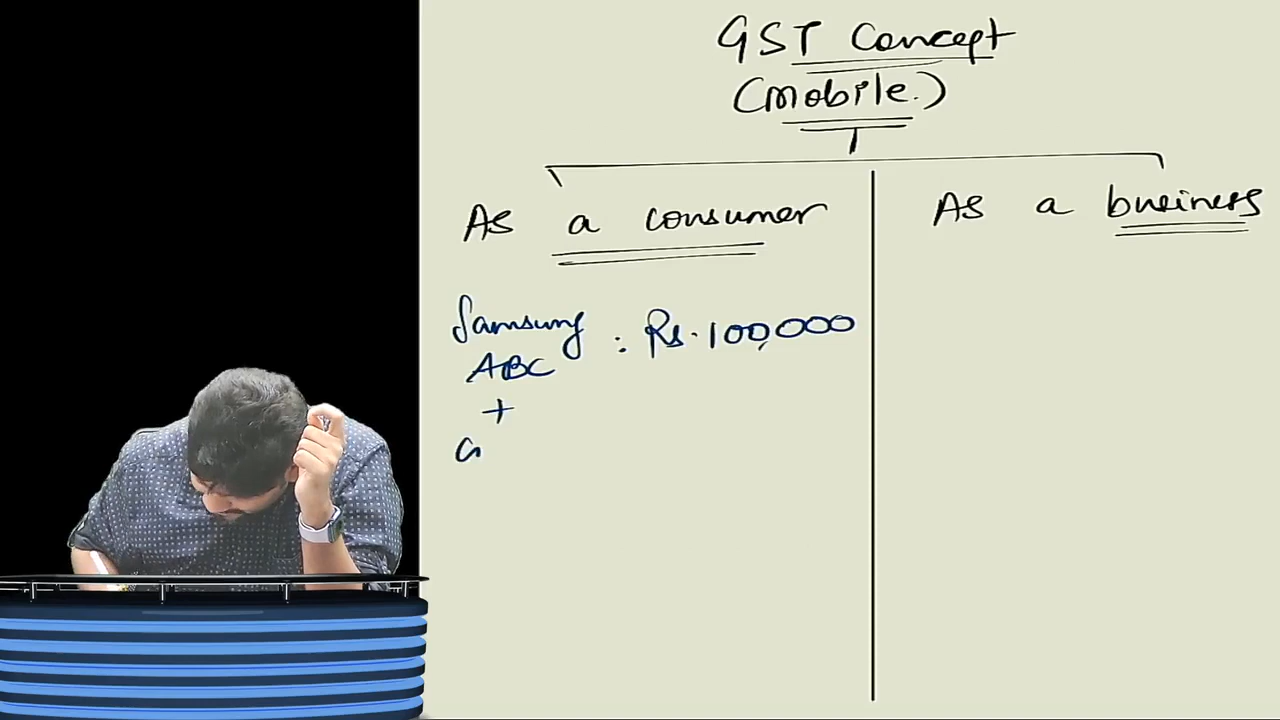 GST Concept
(Mobile.)
As a consumer
As a business
Samsung : Rs. 100,000
ABC
+
G